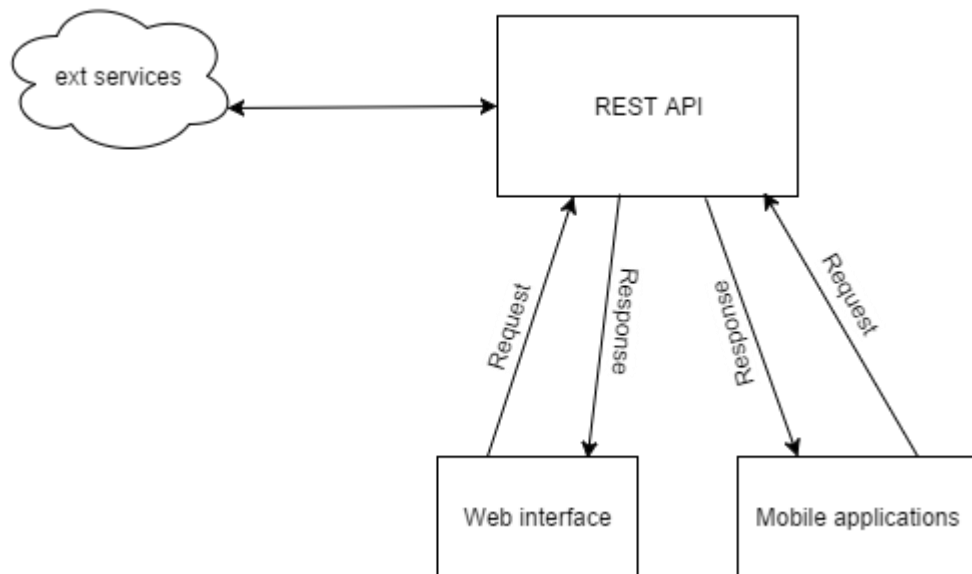 ext services
REST API
Request
Response
Response
Request
Web interface
Mobile applications